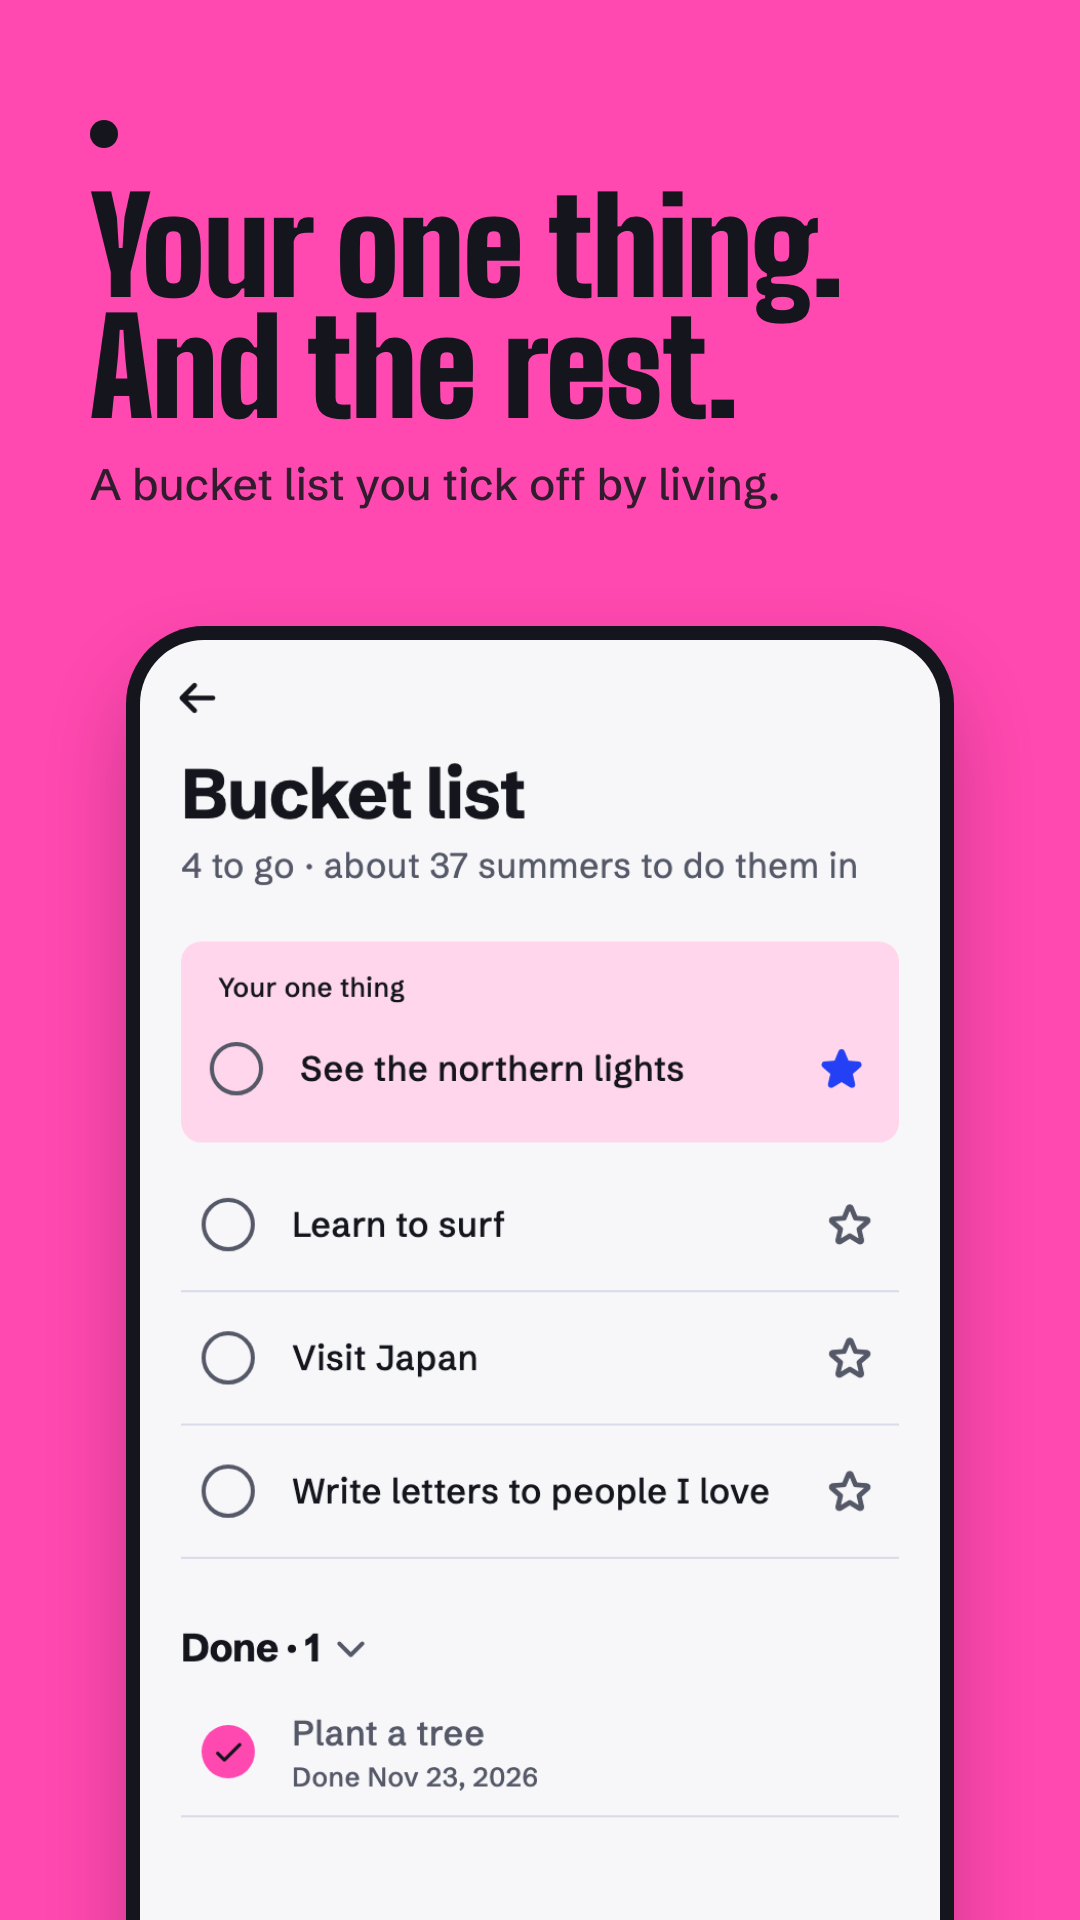 Your one thing.
And the rest.
A bucket list you tick off by living.
Bucket list
4 to go · about 37 summers to do them in
Your one thing
See the northern lights
Learn to surf
Visit Japan
Write letters to people I love
Done · 1
Plant a tree
Done Nov 23, 2026